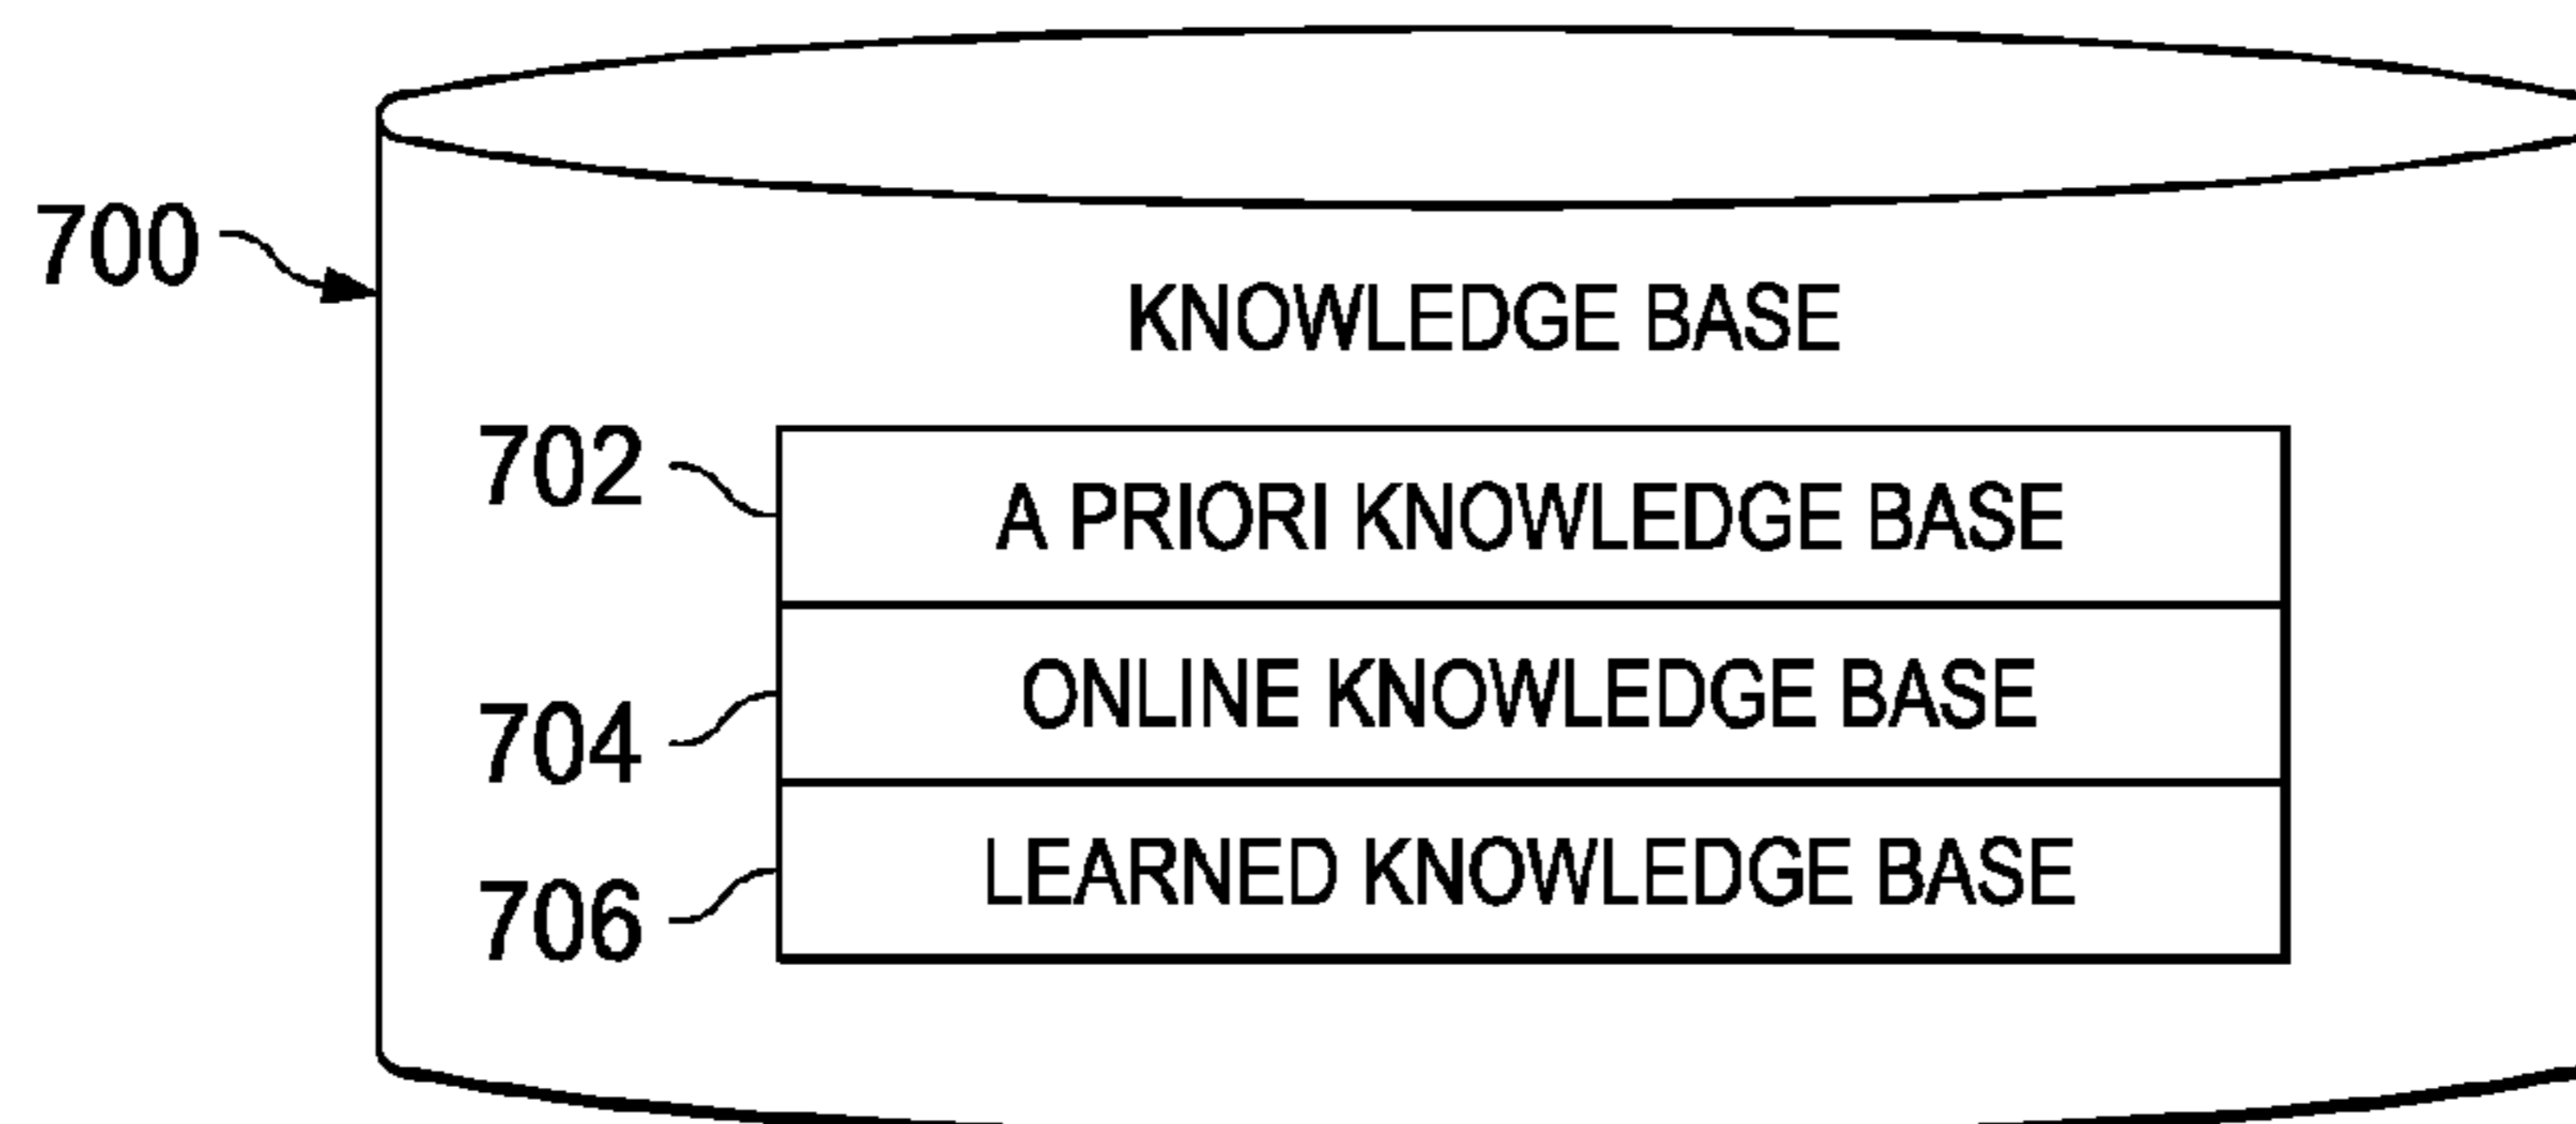 700
KNOWLEDGE BASE
702
A PRIORI KNOWLEDGE BASE
704
ONLINE KNOWLEDGE BASE
706
LEARNED KNOWLEDGE BASE